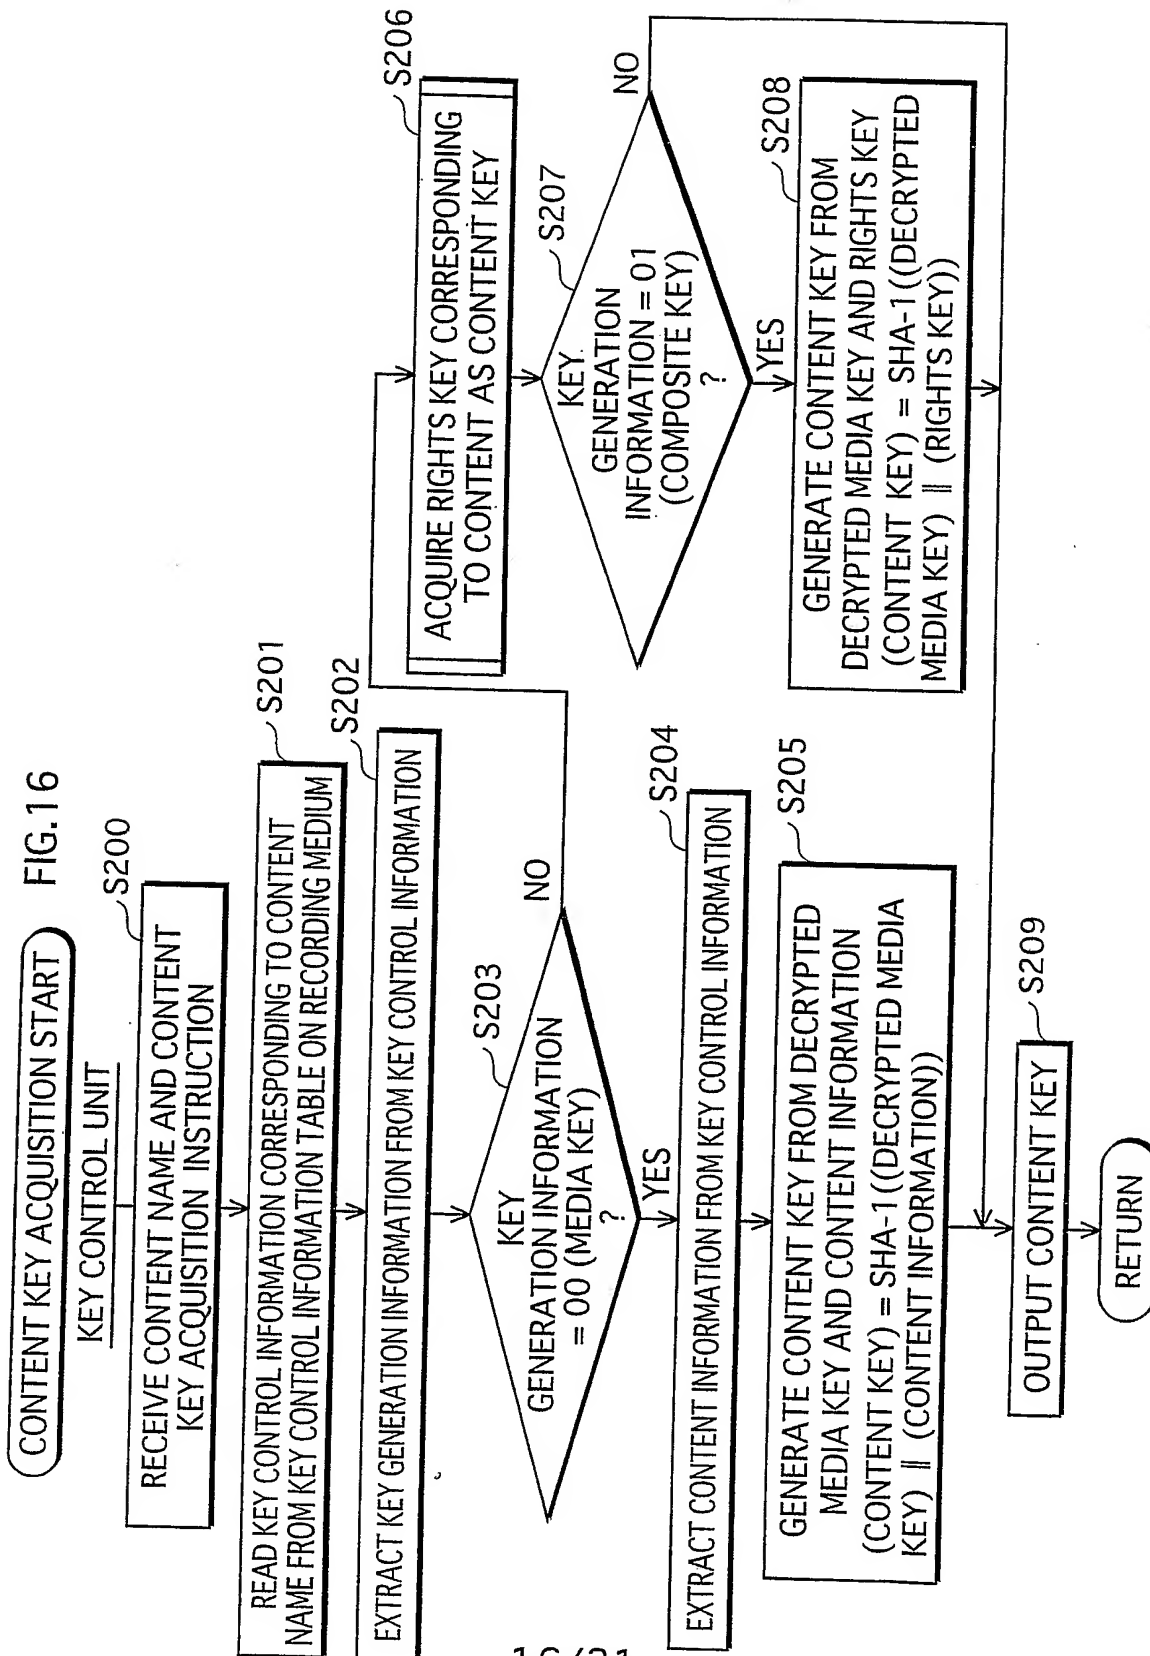 FIG.16
CONTENT KEY ACQUISITION START
KEY CONTROL UNIT
S200
RECEIVE CONTENT NAME AND CONTENT
KEY ACQUISITION INSTRUCTION
S201
READ KEY CONTROL INFORMATION CORRESPONDING TO CONTENT
NAME FROM KEY CONTROL INFORMATION TABLE ON RECORDING MEDIUM
S202
EXTRACT KEY GENERATION INFORMATION FROM KEY CONTROL INFORMATION
S203
KEY
GENERATION INFORMATION
= 00 (MEDIA KEY)
?
NO
YES
S204
EXTRACT CONTENT INFORMATION FROM KEY CONTROL INFORMATION
S205
GENERATE CONTENT KEY FROM DECRYPTED
MEDIA KEY AND CONTENT INFORMATION
(CONTENT KEY) = SHA-1((DECRYPTED MEDIA
KEY) || (CONTENT INFORMATION))
S206
ACQUIRE RIGHTS KEY CORRESPONDING
TO CONTENT AS CONTENT KEY
S207
KEY.
GENERATION
INFORMATION = 01
(COMPOSITE KEY)
?
NO
YES
S208
GENERATE CONTENT KEY FROM
DECRYPTED MEDIA KEY AND RIGHTS KEY
(CONTENT KEY) = SHA-1((DECRYPTED
MEDIA KEY) || (RIGHTS KEY))
S209
OUTPUT CONTENT KEY
RETURN